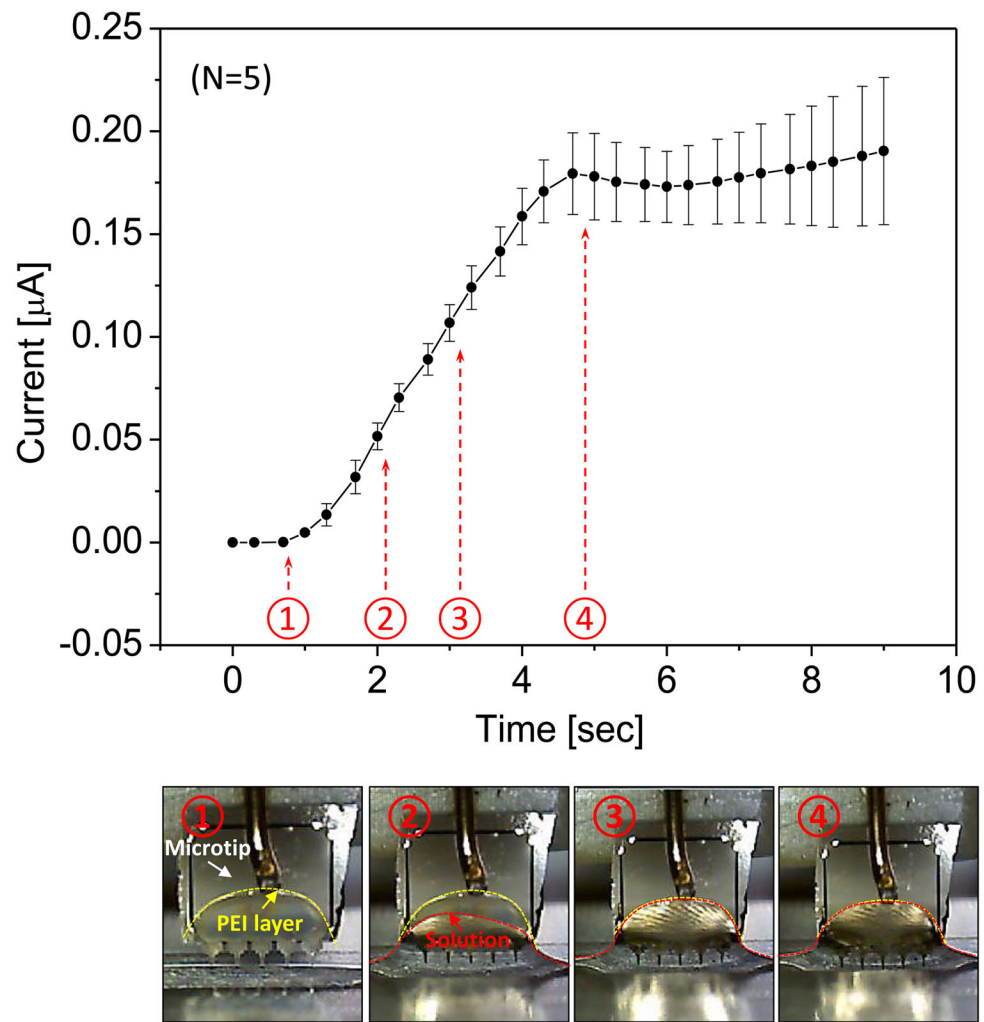 0.25
(N=5)
0.20
0.15
0.10
0.05
0.00
-0.05
Current [μA]
① ② ③ ④
0 2 4 6 8 10
Time [sec]
① ② ③ ④
Microtip
PEI layer
Solution